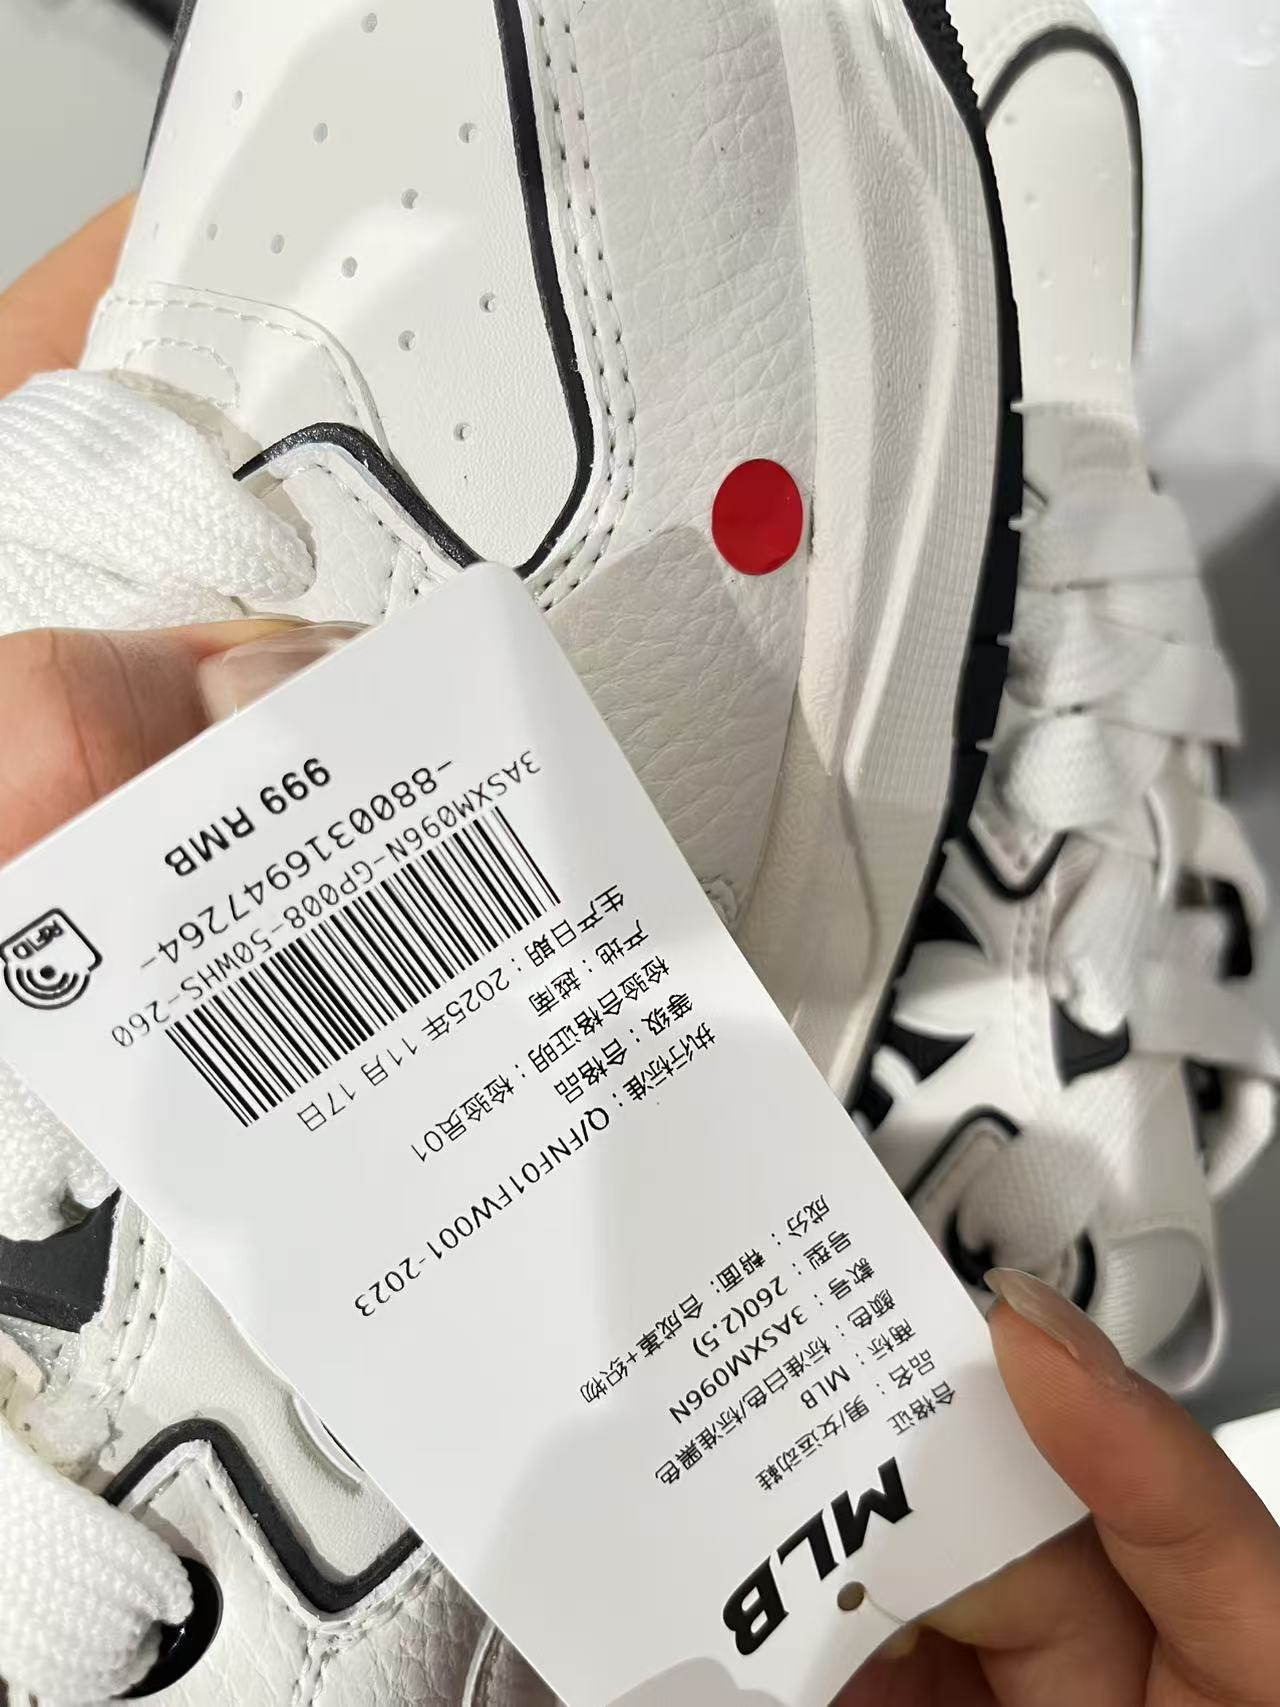 MLB
合格证
品名：男/女运动鞋
商标：MLB
颜色：标准白色/标准黑色
款号：3ASXM096N
号型：260(2.5)
成分：帮面：合成革+织物
执行标准：Q/FNF01FW001-2023
等级：合格品
检验合格证明：检验员01
产地：越南
生产日期：2025年 11月 17日
3ASXM096N-GP008-50WHS-260
-8800316947264-
999 RMB
RFID